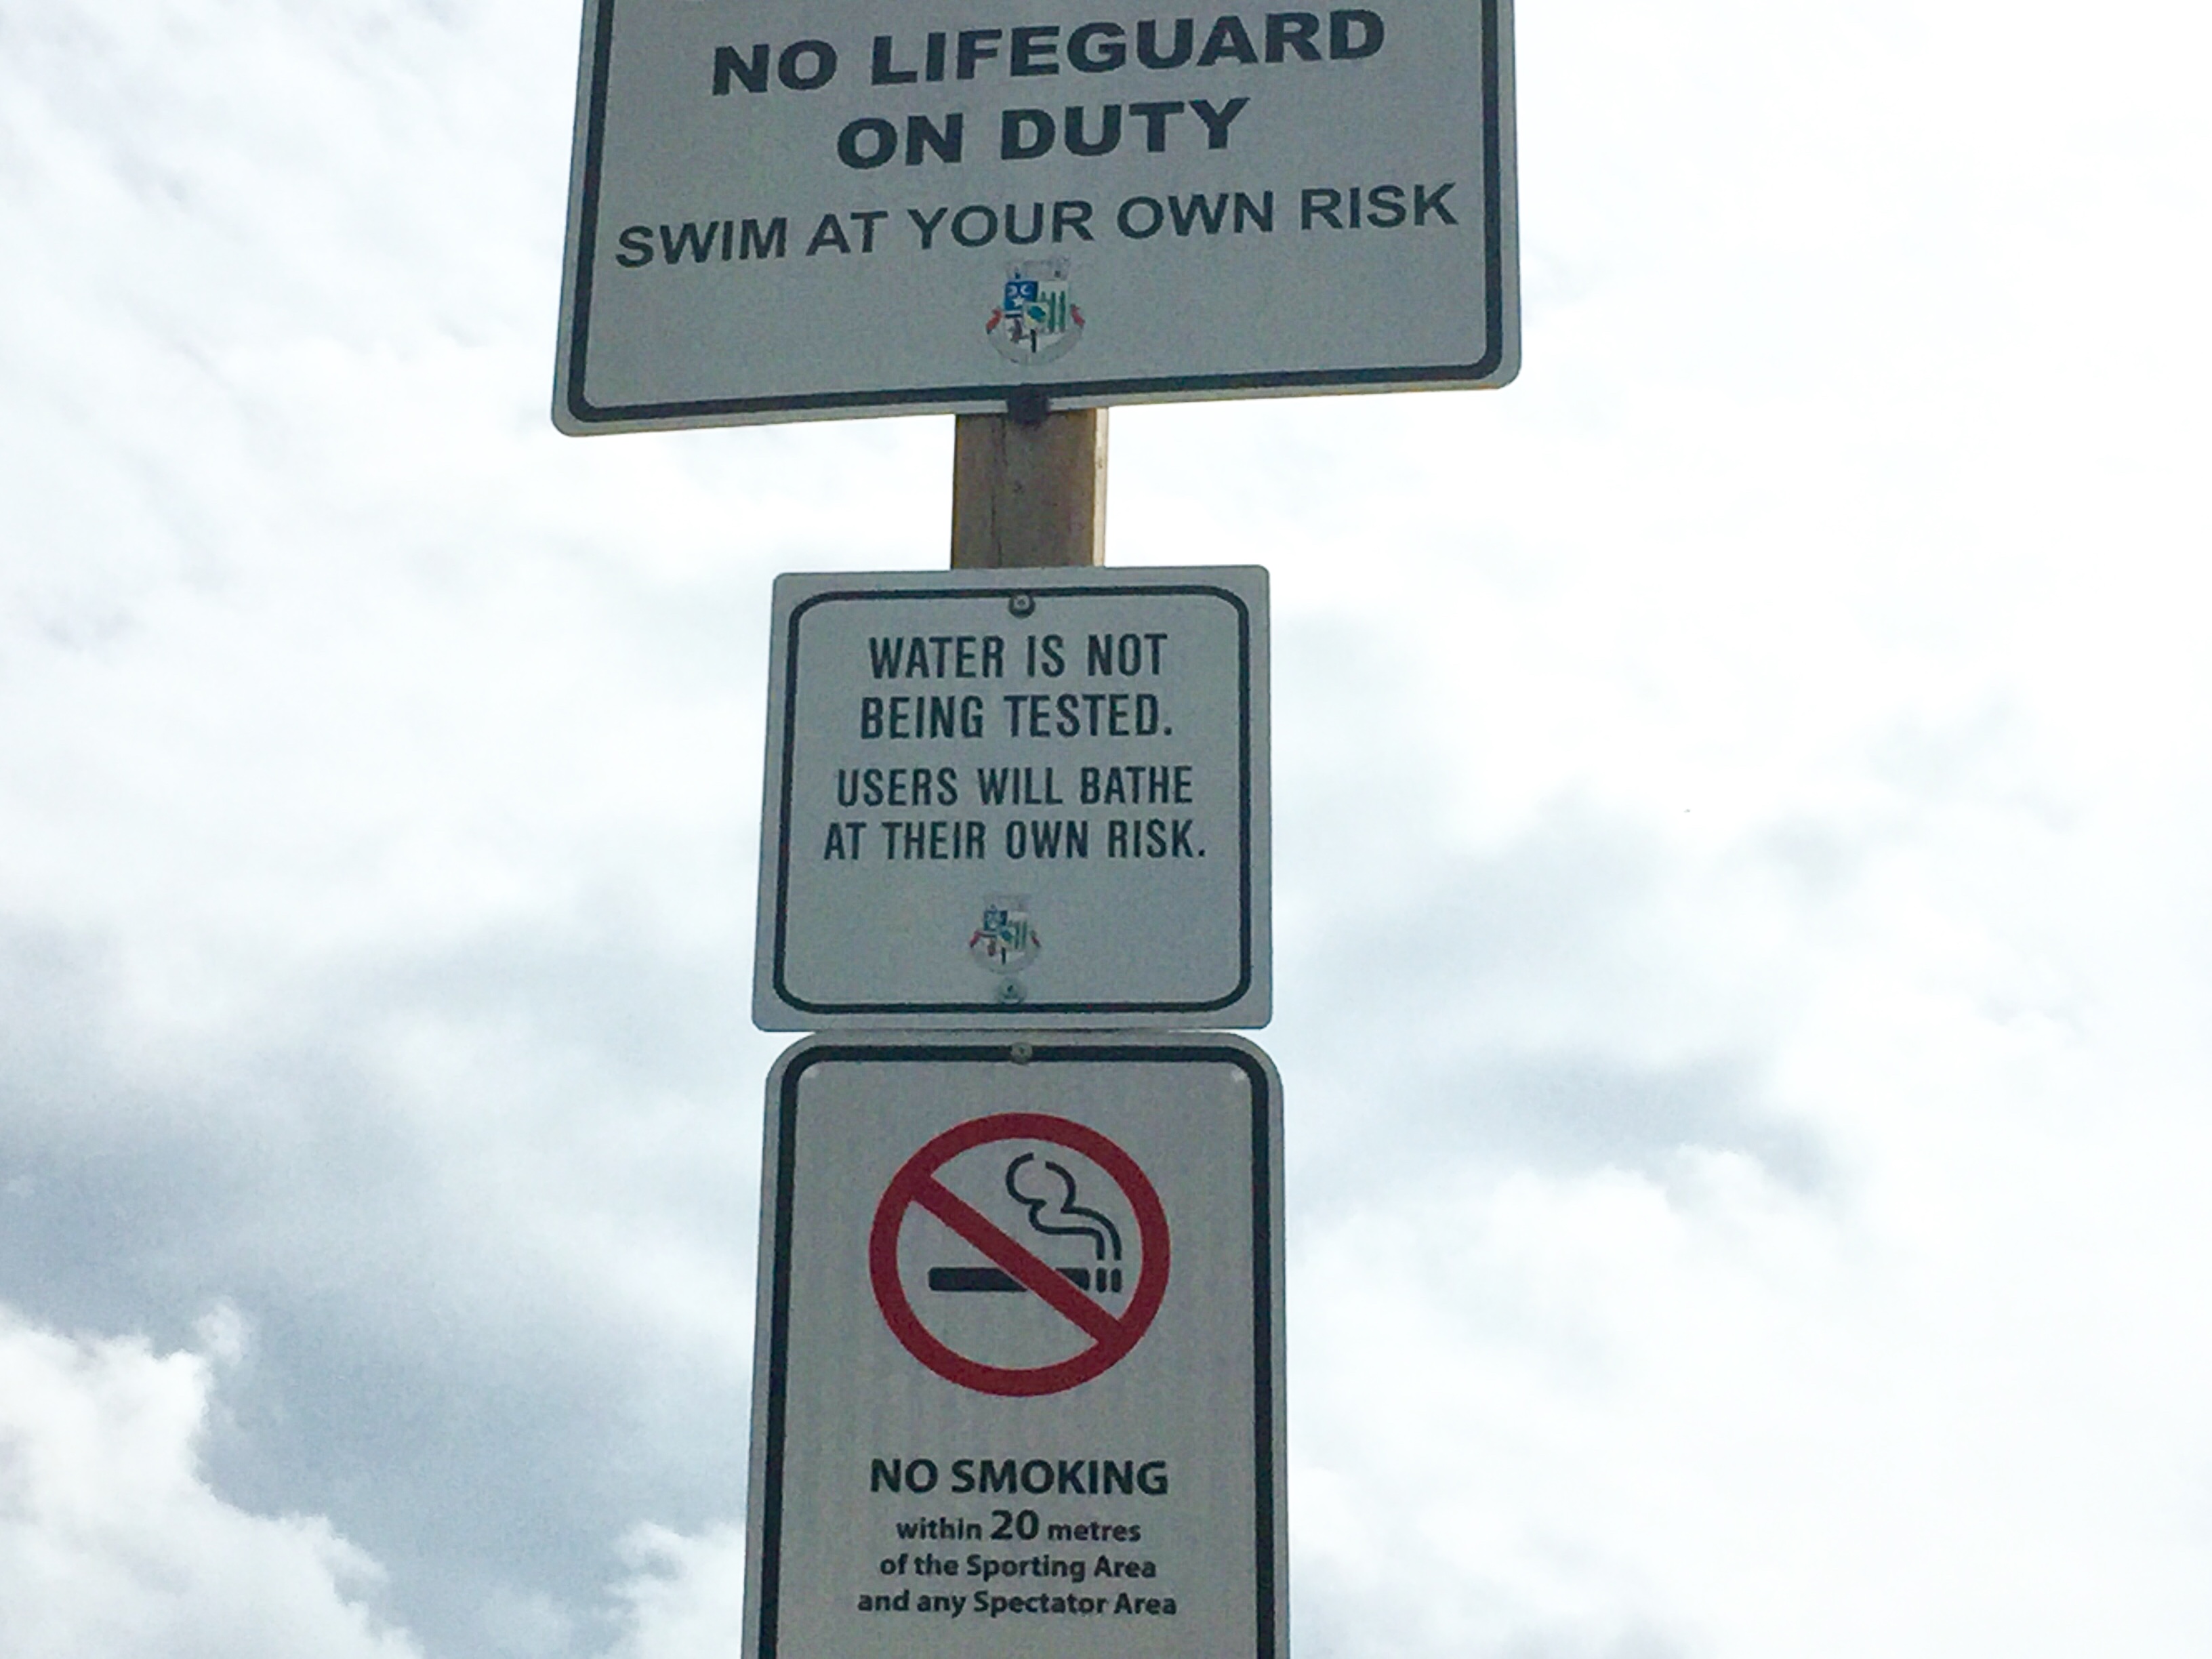 NO LIFEGUARD
ON DUTY
SWIM AT YOUR OWN RISK
WATER IS NOT
BEING TESTED.
USERS WILL BATHE
AT THEIR OWN RISK.
NO SMOKING
within 20 metres
of the Sporting Area
and any Spectator Area